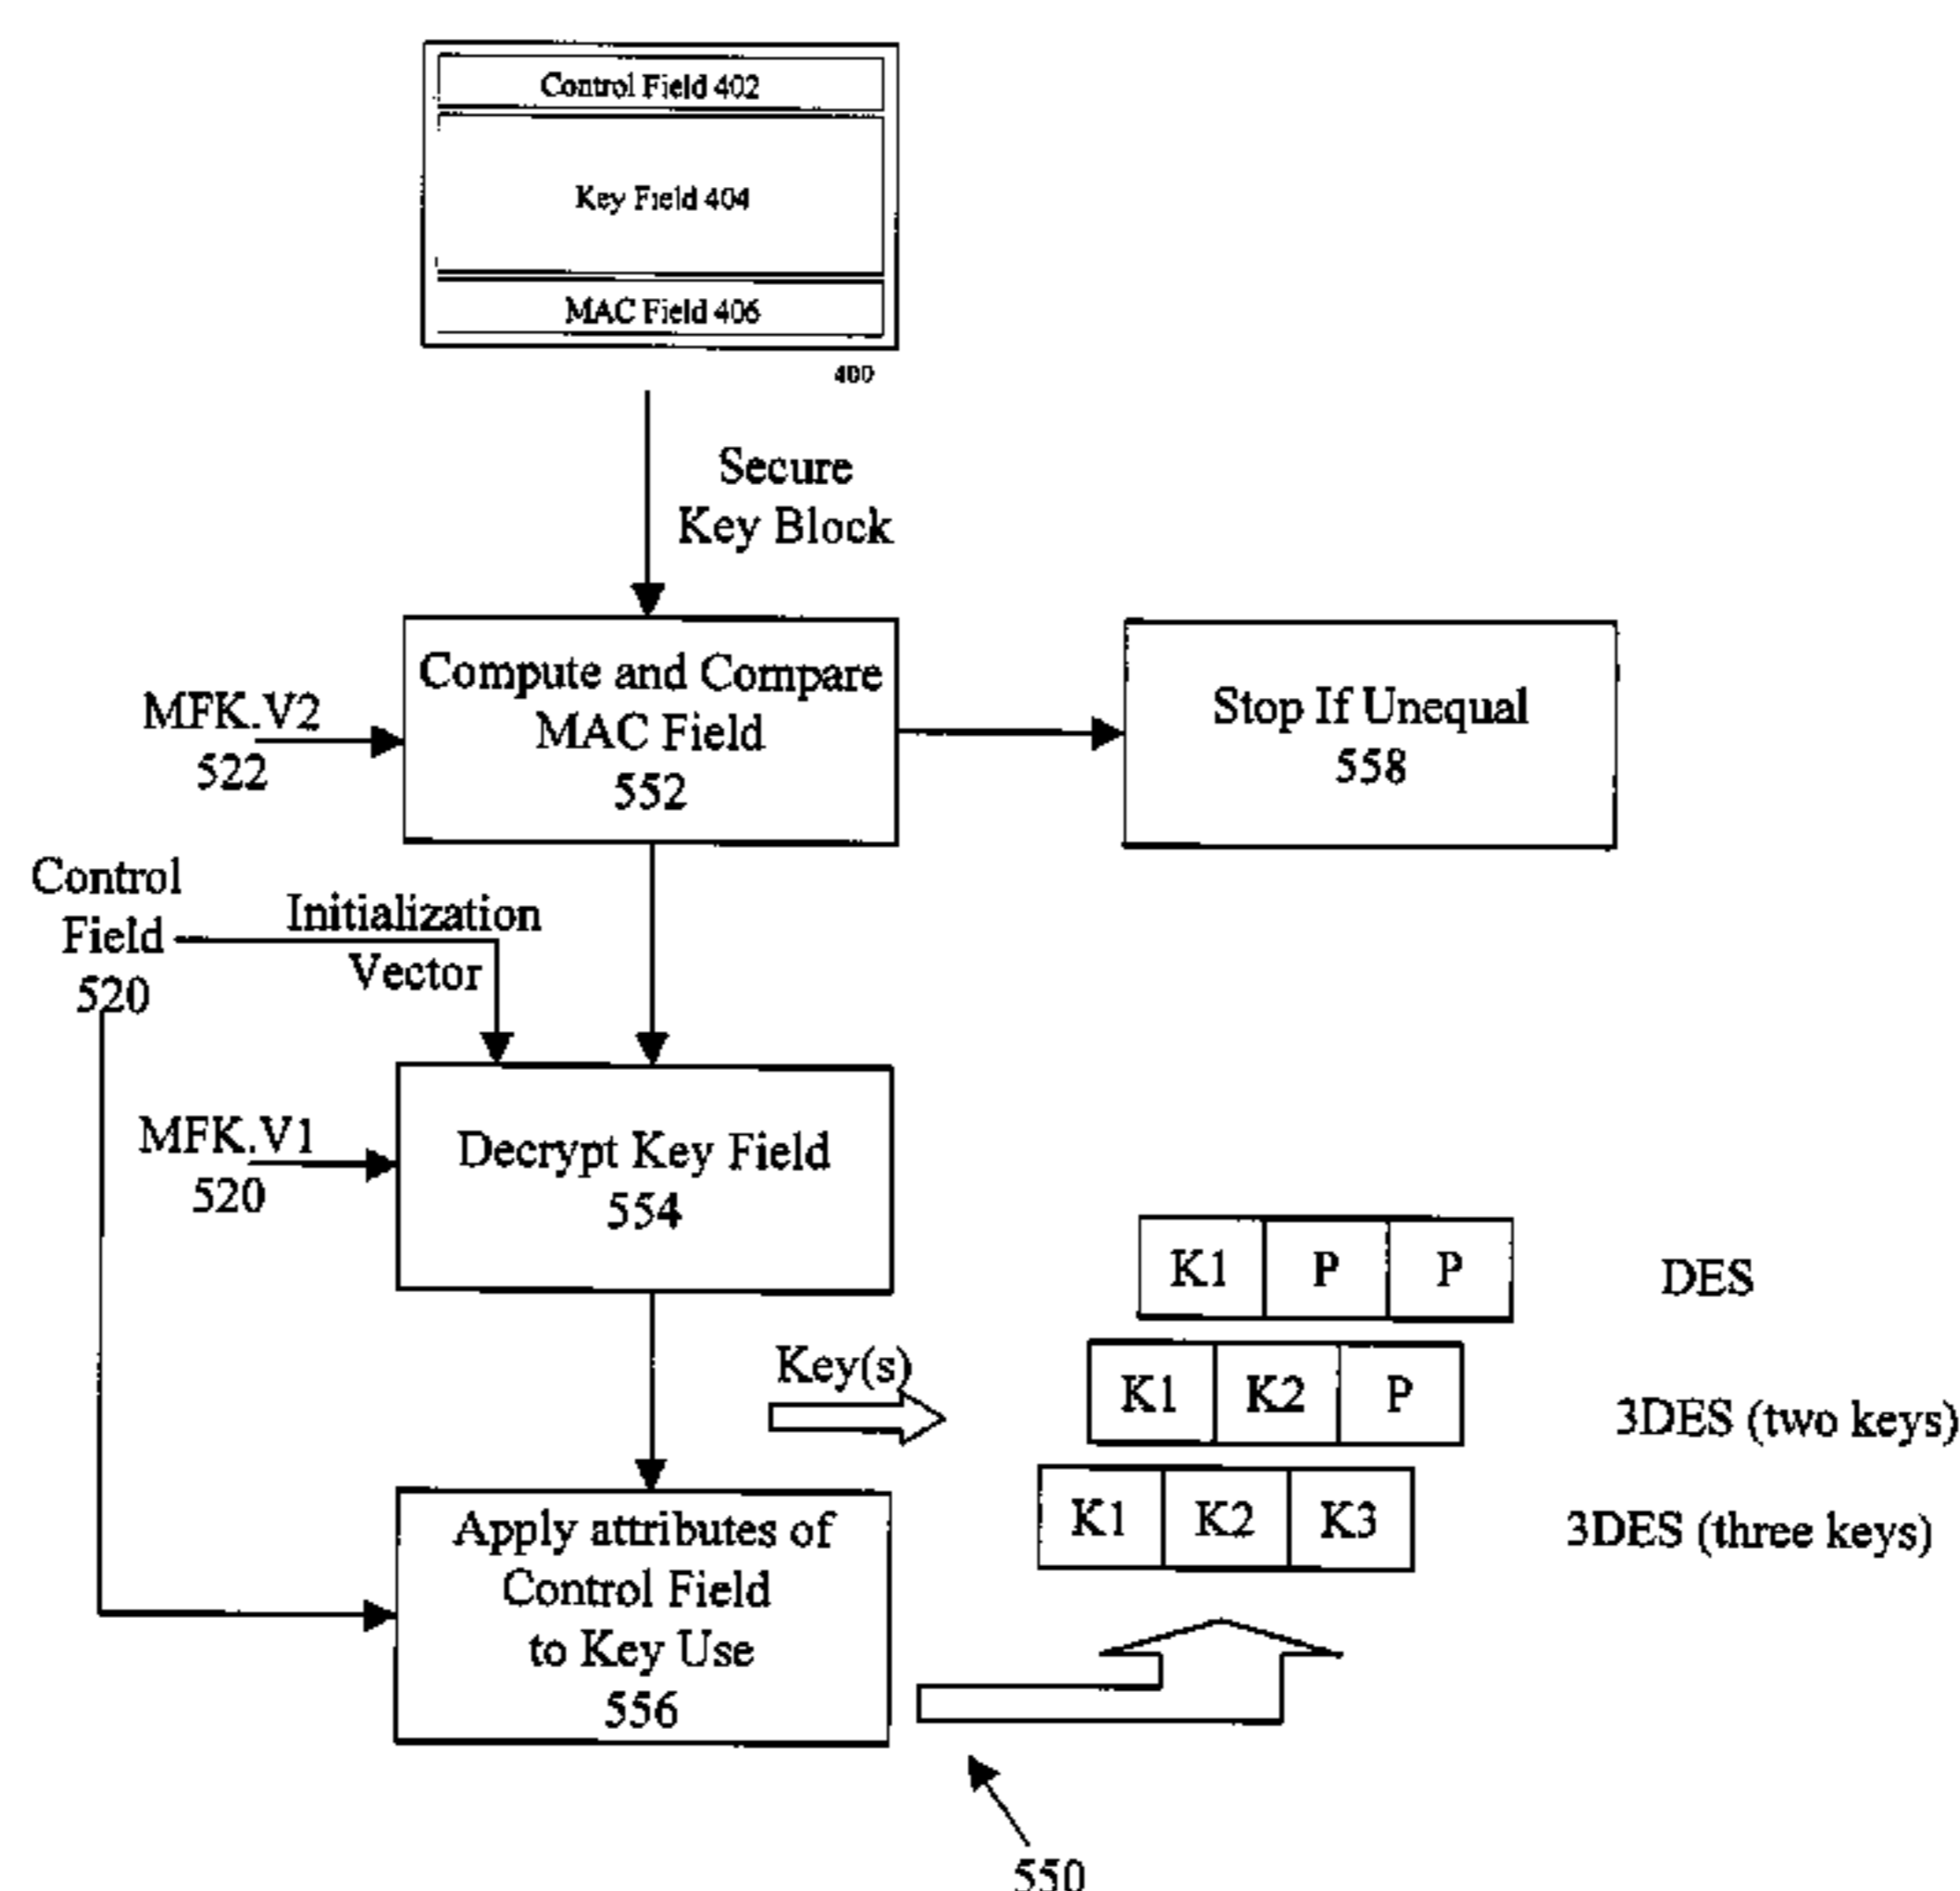 Control Field 402
Key Field 404
MAC Field 406
400
Secure
Key Block
Compute and Compare
MAC Field
552
Stop If Unequal
558
MFK.V2
522
Control
Field
520
Initialization
Vector
MFK.V1
520
Decrypt Key Field
554
Key(s)
K1 P P
DES
K1 K2 P
3DES (two keys)
K1 K2 K3
3DES (three keys)
Apply attributes of
Control Field
to Key Use
556
550